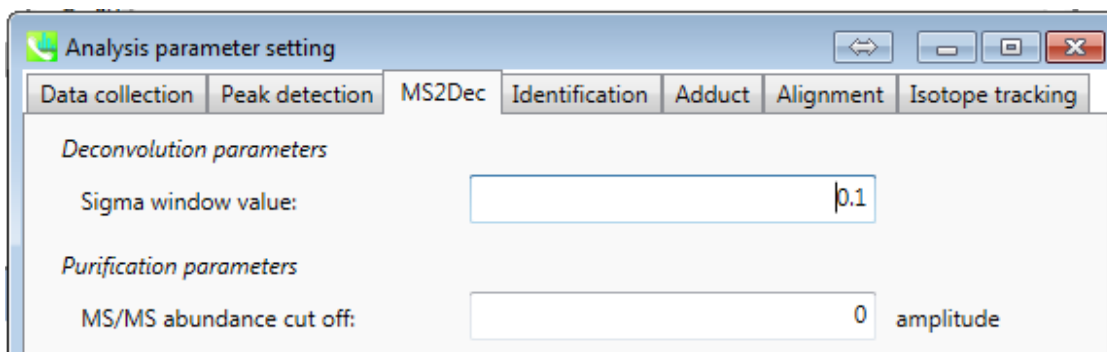 Analysis parameter setting
Data collection Peak detection MS2Dec Identification Adduct Alignment Isotope tracking
Deconvolution parameters
Sigma window value: 0.1
Purification parameters
MS/MS abundance cut off: 0 amplitude